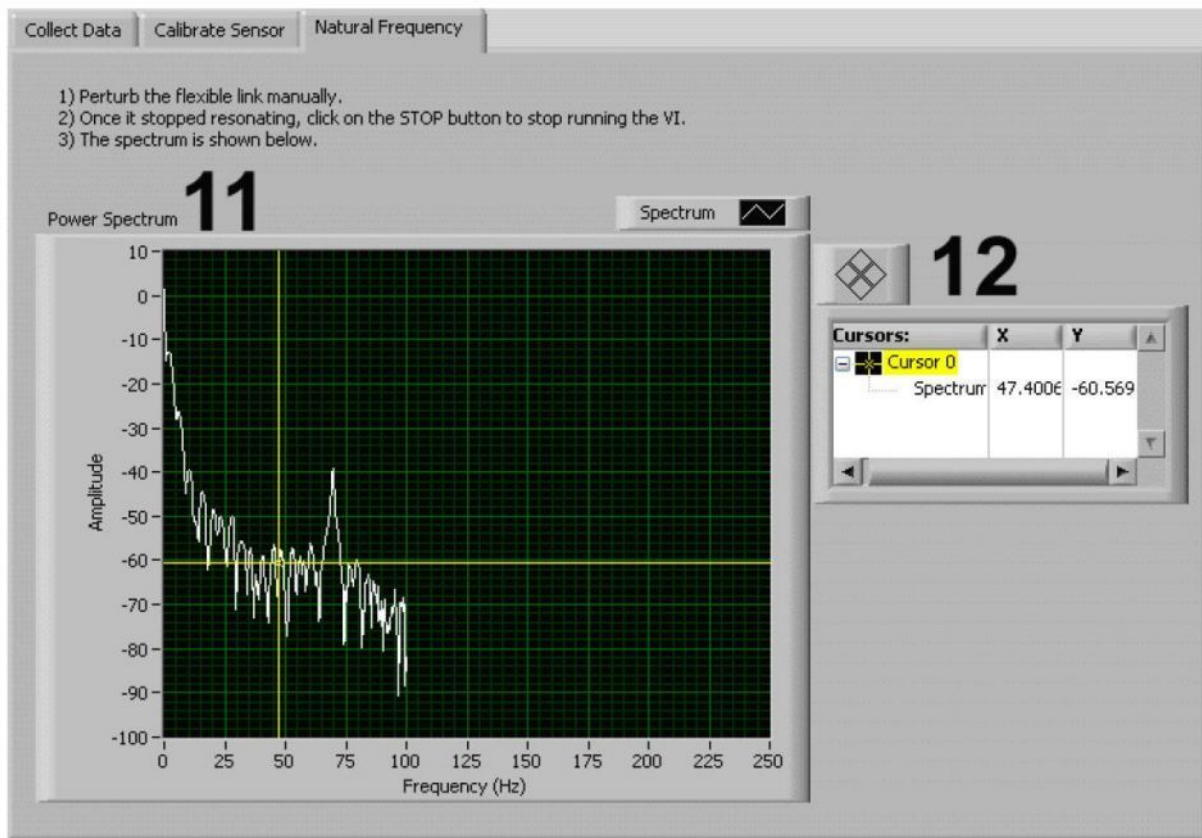 Collect Data Calibrate Sensor Natural Frequency
1) Perturb the flexible link manually.
2) Once it stopped resonating, click on the STOP button to stop running the VI.
3) The spectrum is shown below.
Power Spectrum 11
Spectrum
12
Cursors: X Y
Cursor 0
Spectrum 47.4006 -60.569
Amplitude
10
0
-10
-20
-30
-40
-50
-60
-70
-80
-90
-100
0 25 50 75 100 125 150 175 200 225 250
Frequency (Hz)